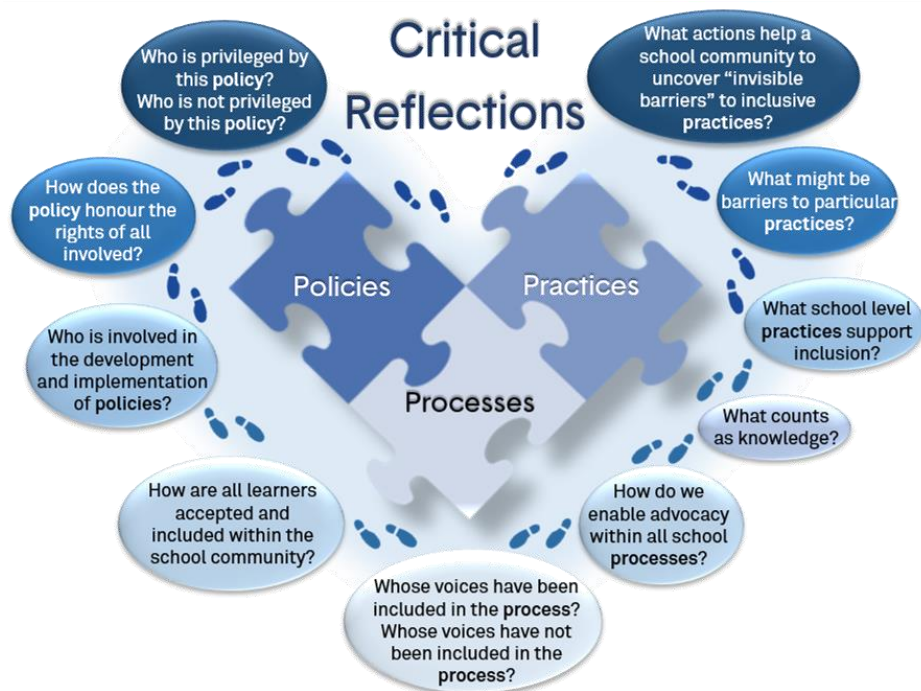 Critical
Reflections
Who is privileged by
this policy?
Who is not privileged
by this policy?
How does the
policy honour the
rights of all
involved?
Who is involved in
the development
and implementation
of policies?
How are all learners
accepted and
included within the
school community?
Whose voices have been
included in the process?
Whose voices have not
been included in the
process?
How do we
enable advocacy
within all school
processes?
What counts
as knowledge?
What school level
practices support
inclusion?
What might be
barriers to particular
practices?
What actions help a
school community to
uncover “invisible
barriers” to inclusive
practices?
Policies
Practices
Processes